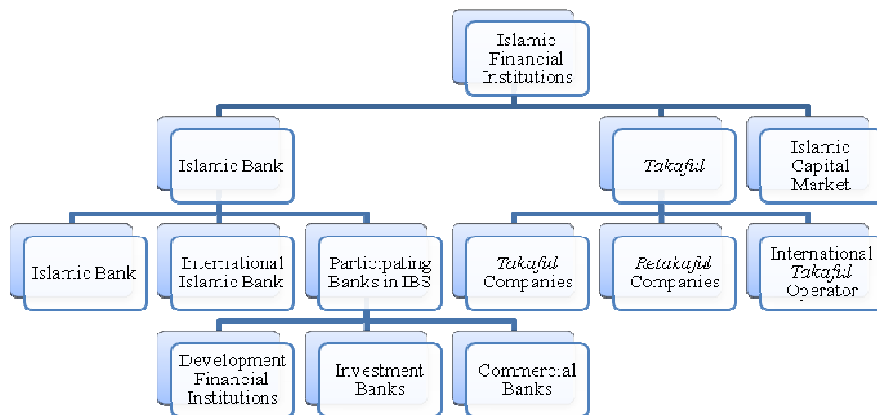 Islamic
Financial
Institutions
Islamic Bank
Takaful
Islamic
Capital
Market
Islamic Bank
International
Islamic Bank
Participating
Banks in IBS
Takaful
Companies
Retakaful
Companies
International
Takaful
Operator
Development
Financial
Institutions
Investment
Banks
Commercial
Banks